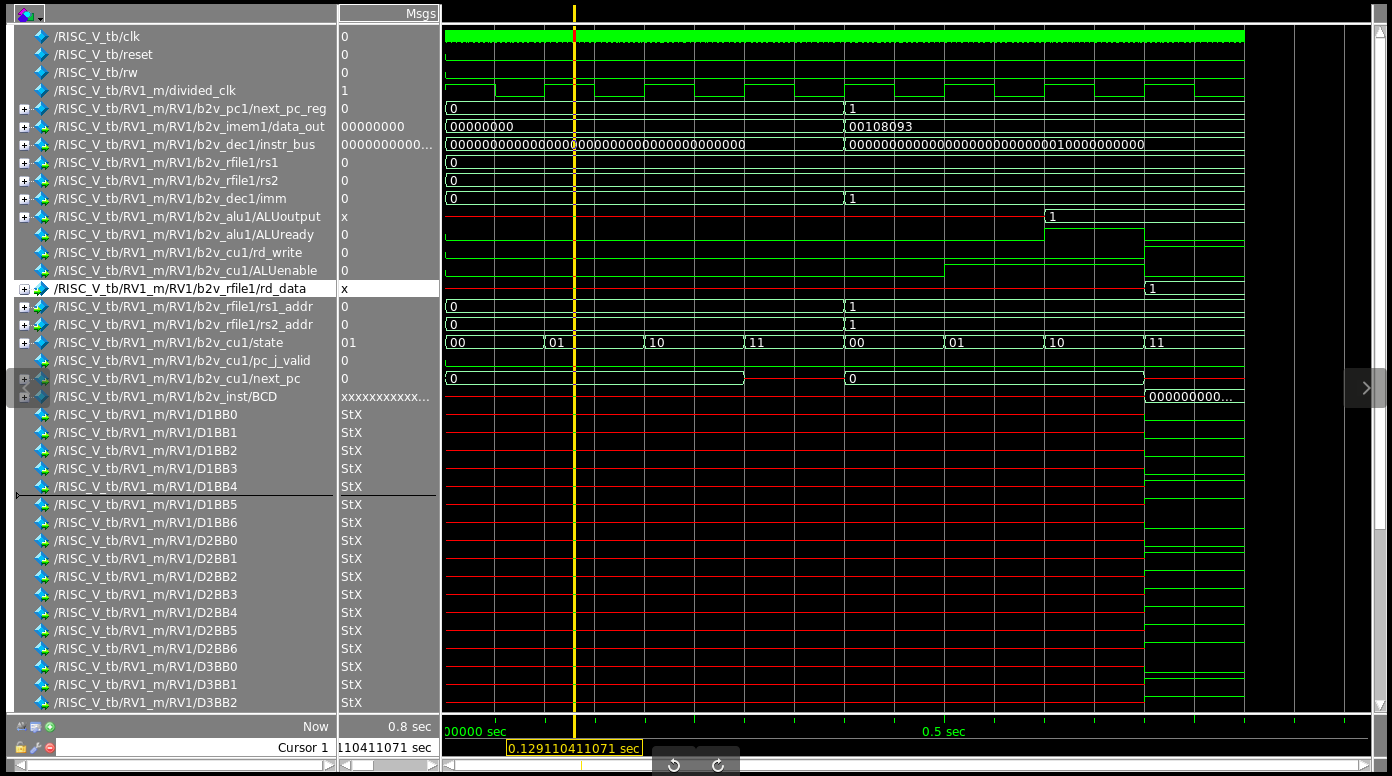 Msgs
/RISC_V_tb/clk 0
/RISC_V_tb/reset 0
/RISC_V_tb/rw 0
/RISC_V_tb/RV1_m/divided_clk 1
/RISC_V_tb/RV1_m/RV1/b2v_pc1/next_pc_reg 0 0 1
/RISC_V_tb/RV1_m/RV1/b2v_imem1/data_out 00000000 00000000 00108093
/RISC_V_tb/RV1_m/RV1/b2v_dec1/instr_bus 0000000000... 0000000000000000000000000000000000000 0000000000000000000000000010000000000
/RISC_V_tb/RV1_m/RV1/b2v_rfile1/rs1 0 0
/RISC_V_tb/RV1_m/RV1/b2v_rfile1/rs2 0 0
/RISC_V_tb/RV1_m/RV1/b2v_dec1/imm 0 0 1
/RISC_V_tb/RV1_m/RV1/b2v_alu1/ALUoutput x 1
/RISC_V_tb/RV1_m/RV1/b2v_alu1/ALUready 0
/RISC_V_tb/RV1_m/RV1/b2v_cu1/rd_write 0
/RISC_V_tb/RV1_m/RV1/b2v_cu1/ALUenable 0
/RISC_V_tb/RV1_m/RV1/b2v_rfile1/rd_data x 1
/RISC_V_tb/RV1_m/RV1/b2v_rfile1/rs1_addr 0 0 1
/RISC_V_tb/RV1_m/RV1/b2v_rfile1/rs2_addr 0 0 1
/RISC_V_tb/RV1_m/RV1/b2v_cu1/state 01 00 01 10 11 00 01 10 11
/RISC_V_tb/RV1_m/RV1/b2v_cu1/pc_j_valid 0
/RISC_V_tb/RV1_m/RV1/b2v_cu1/next_pc 0 0 0
/RISC_V_tb/RV1_m/RV1/b2v_inst/BCD xxxxxxxxxxx... 000000000...
/RISC_V_tb/RV1_m/RV1/D1BB0 StX
/RISC_V_tb/RV1_m/RV1/D1BB1 StX
/RISC_V_tb/RV1_m/RV1/D1BB2 StX
/RISC_V_tb/RV1_m/RV1/D1BB3 StX
/RISC_V_tb/RV1_m/RV1/D1BB4 StX
/RISC_V_tb/RV1_m/RV1/D1BB5 StX
/RISC_V_tb/RV1_m/RV1/D1BB6 StX
/RISC_V_tb/RV1_m/RV1/D2BB0 StX
/RISC_V_tb/RV1_m/RV1/D2BB1 StX
/RISC_V_tb/RV1_m/RV1/D2BB2 StX
/RISC_V_tb/RV1_m/RV1/D2BB3 StX
/RISC_V_tb/RV1_m/RV1/D2BB4 StX
/RISC_V_tb/RV1_m/RV1/D2BB5 StX
/RISC_V_tb/RV1_m/RV1/D2BB6 StX
/RISC_V_tb/RV1_m/RV1/D3BB0 StX
/RISC_V_tb/RV1_m/RV1/D3BB1 StX
/RISC_V_tb/RV1_m/RV1/D3BB2 StX
Now 0.8 sec 00000 sec 0.5 sec
Cursor 1 110411071 sec 0.129110411071 sec